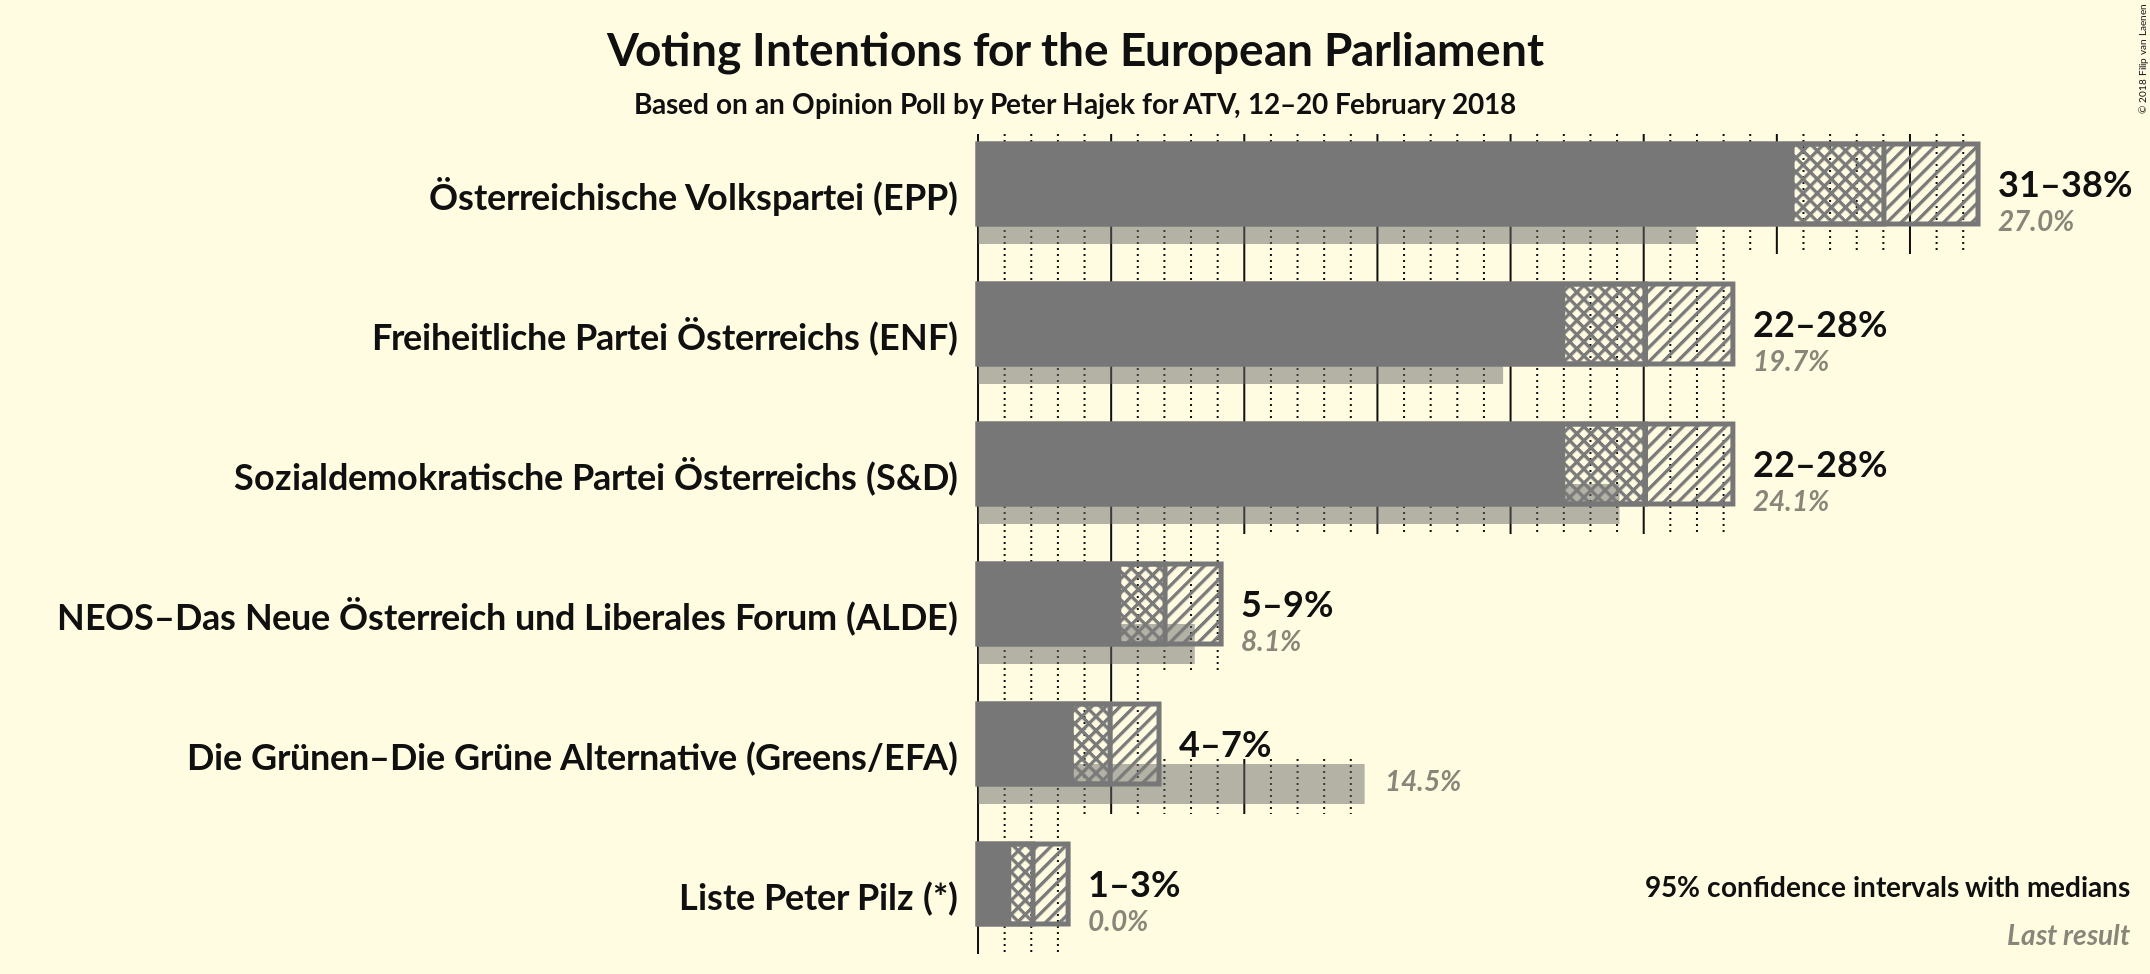 Voting Intentions for the European Parliament
Based on an Opinion Poll by Peter Hajek for ATV, 12–20 February 2018
© 2018 Filip van Laenen
Österreichische Volkspartei (EPP)
31–38%
27.0%
Freiheitliche Partei Österreichs (ENF)
22–28%
19.7%
Sozialdemokratische Partei Österreichs (S&D)
22–28%
24.1%
NEOS–Das Neue Österreich und Liberales Forum (ALDE)
5–9%
8.1%
Die Grünen–Die Grüne Alternative (Greens/EFA)
4–7%
14.5%
Liste Peter Pilz (*)
1–3%
0.0%
95% confidence intervals with medians
Last result